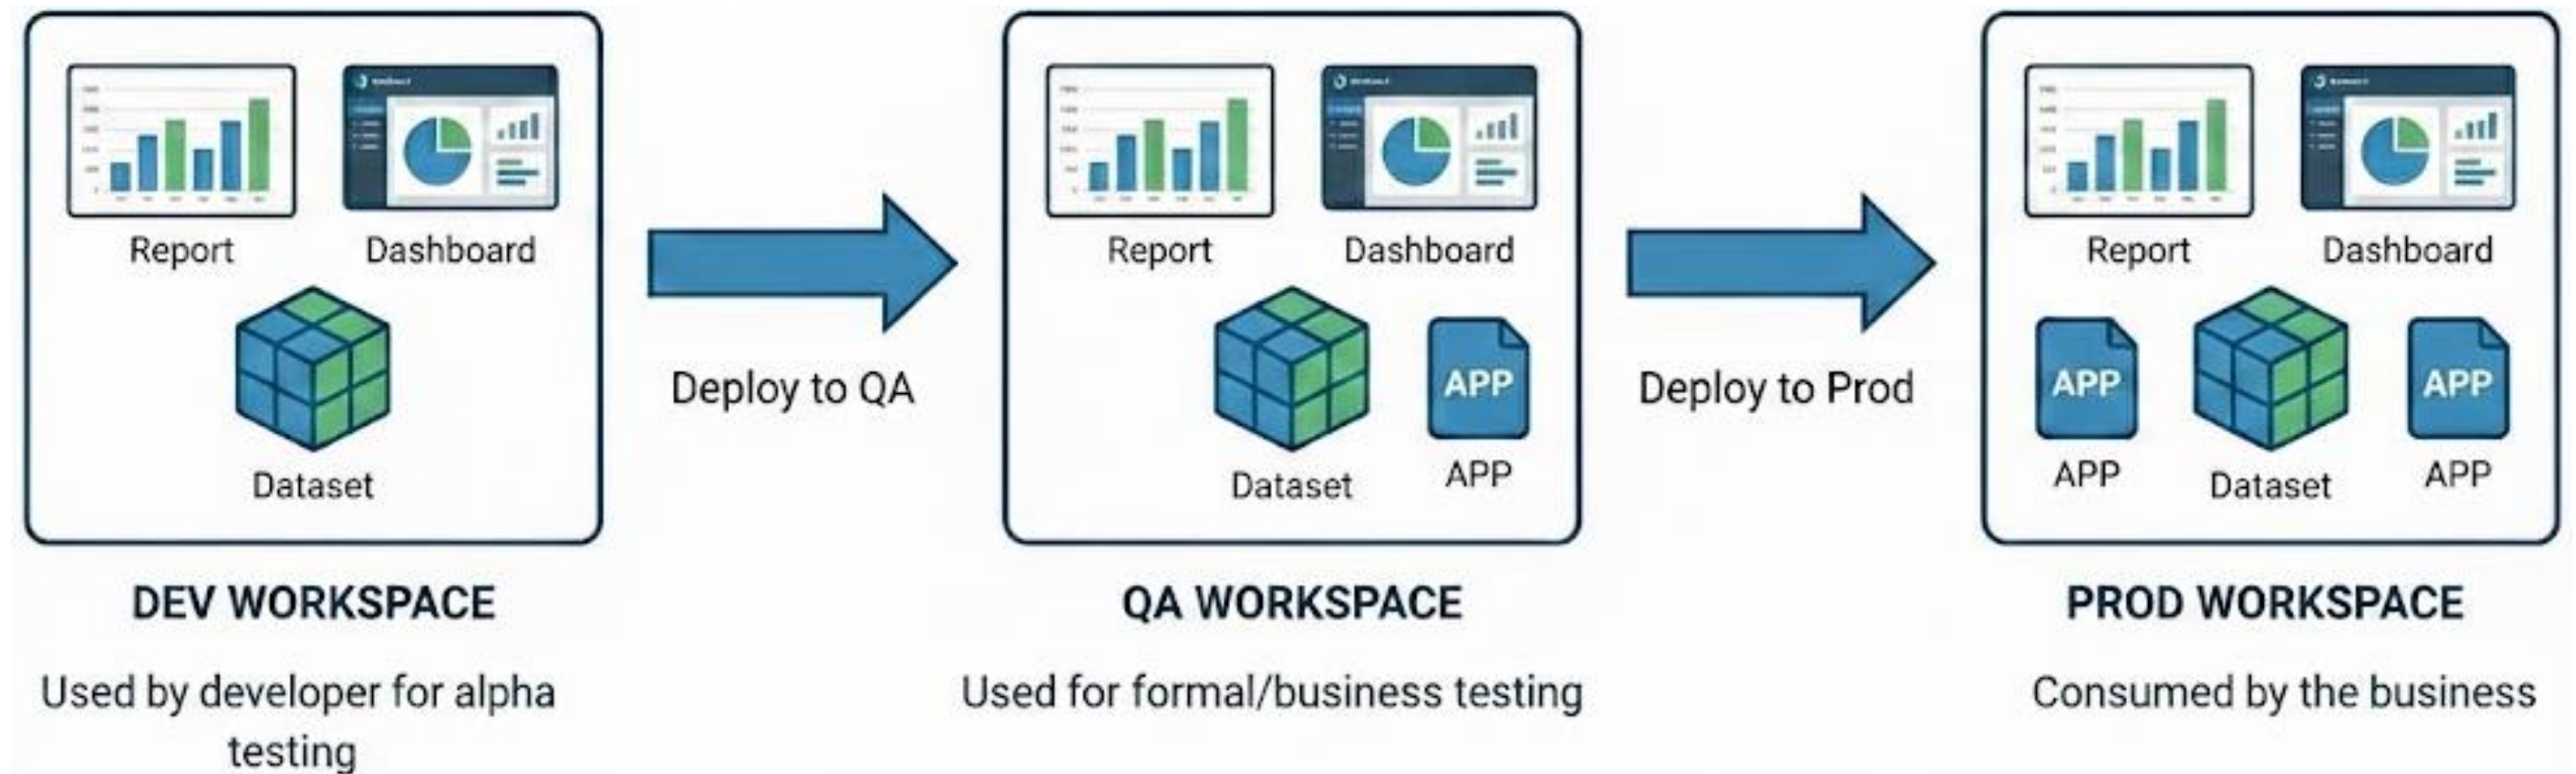 Report
Dashboard
Dataset
DEV WORKSPACE
Used by developer for alpha
testing
Deploy to QA
Report
Dashboard
Dataset
APP
APP
QA WORKSPACE
Used for formal/business testing
Deploy to Prod
Report
Dashboard
APP
APP
Dataset
APP
APP
PROD WORKSPACE
Consumed by the business